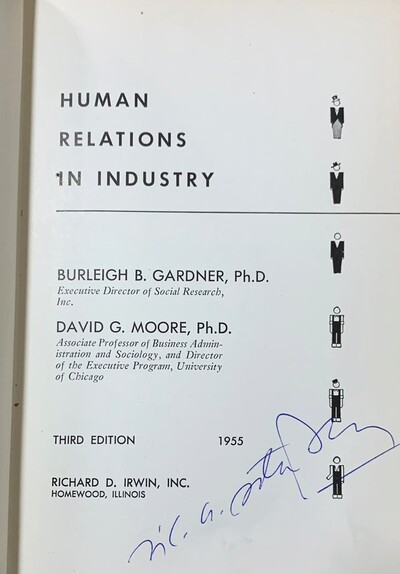 HUMAN
RELATIONS
IN INDUSTRY
BURLEIGH B. GARDNER, Ph.D.
Executive Director of Social Research,
Inc.
DAVID G. MOORE, Ph.D.
Associate Professor of Business Admin-
istration and Sociology, and Director
of the Executive Program, University
of Chicago
THIRD EDITION 1955
RICHARD D. IRWIN, INC.
HOMEWOOD, ILLINOIS